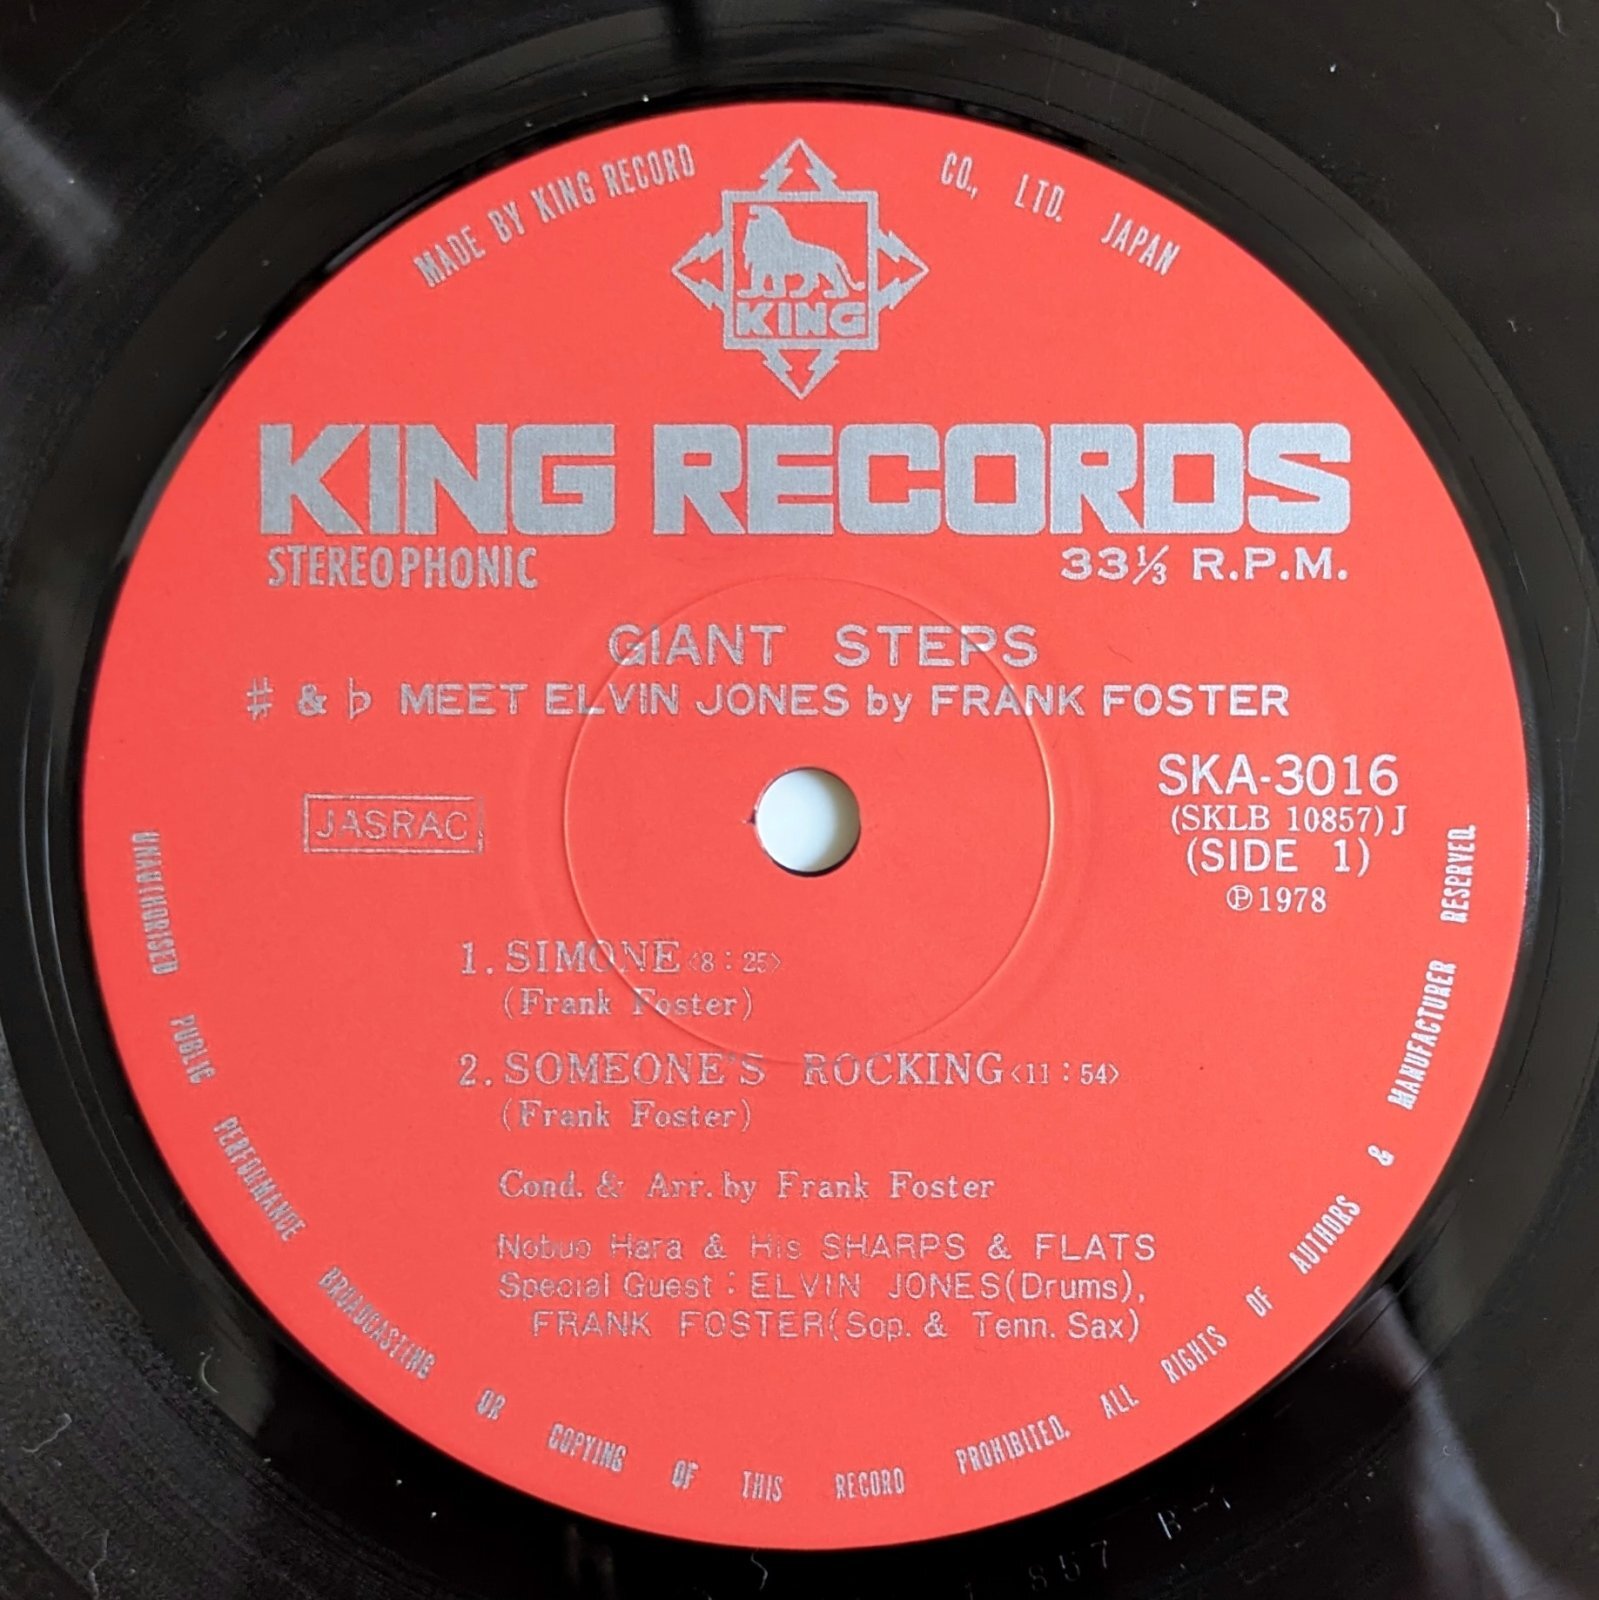 MADE BY KING RECORD CO., LTD. JAPAN
KING
KING RECORDS
STEREOPHONIC
33⅓ R.P.M.
GIANT STEPS
♯ & ♭ MEET ELVIN JONES by FRANK FOSTER
JASRAC
SKA-3016
(SKLB 10857) J
(SIDE 1)
℗1978
1. SIMONE <8:25>
(Frank Foster)
2. SOMEONE'S ROCKING <11:54>
(Frank Foster)
Cond. & Arr. by Frank Foster
Nobuo Hara & His SHARPS & FLATS
Special Guest : ELVIN JONES (Drums),
FRANK FOSTER (Sop. & Tenn. Sax)
UNAUTHORISED PUBLIC PERFORMANCE BROADCASTING OR COPYING OF THIS RECORD PROHIBITED. ALL RIGHTS OF AUTHORS & MANUFACTURER RESERVED.
857 B-1